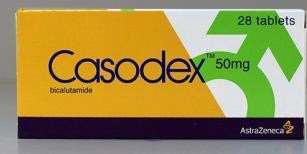 28 tablets
Casodex™ 50mg
bicalutamide
AstraZeneca